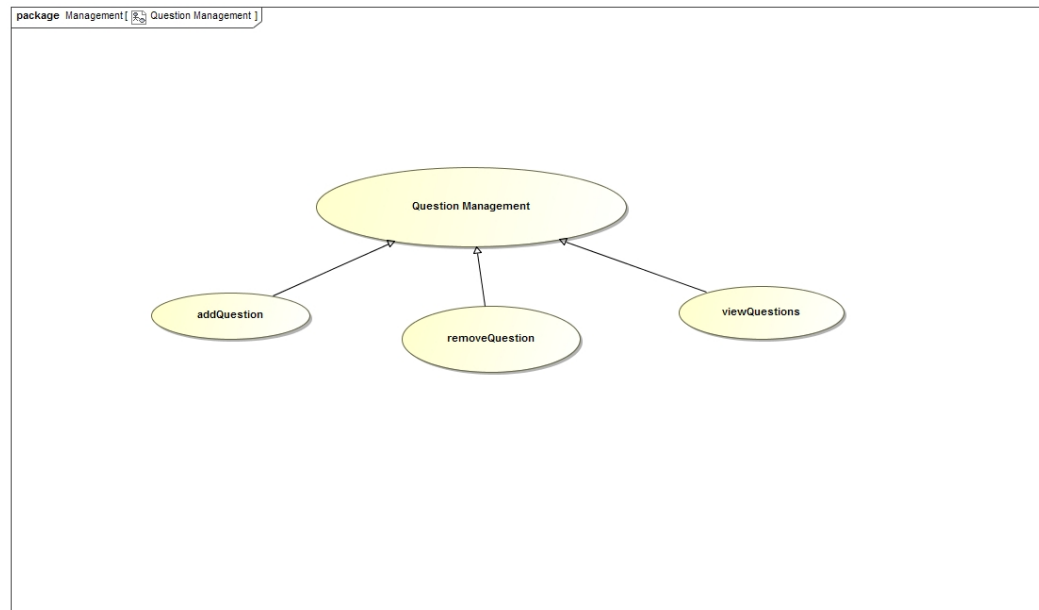 package Management[ Question Management ]
Question Management
addQuestion
removeQuestion
viewQuestions